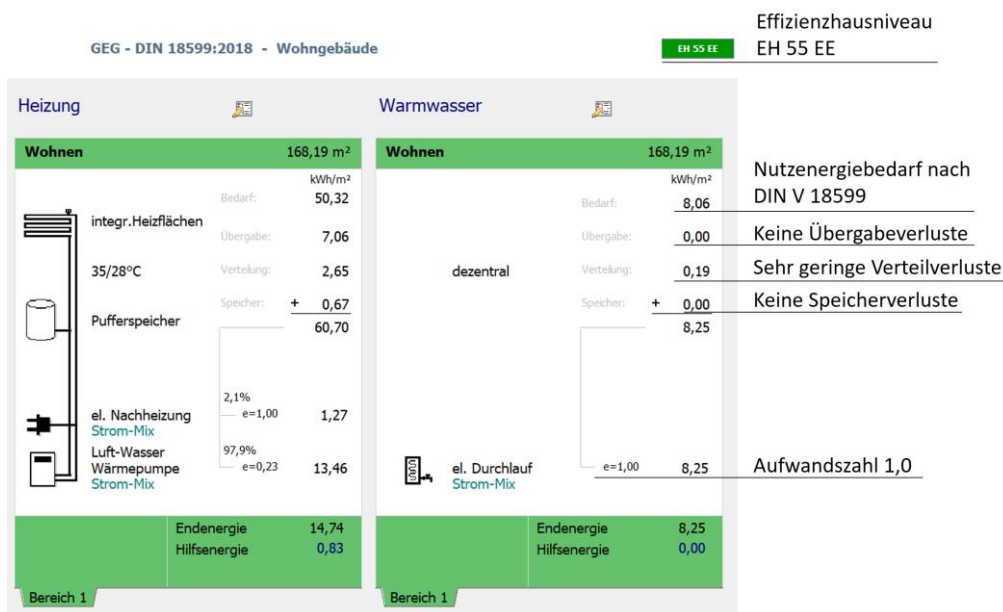 GEG - DIN 18599:2018 - Wohngebäude
EH 55 EE
Effizienzhausniveau
EH 55 EE
Heizung
Wohnen 168,19 m²
kWh/m²
Bedarf: 50,32
integr.Heizflächen
Übergabe: 7,06
35/28°C Verteilung: 2,65
Speicher: + 0,67
Pufferspeicher 60,70
2,1%
el. Nachheizung e=1,00 1,27
Strom-Mix
Luft-Wasser 97,9%
Wärmepumpe e=0,23 13,46
Strom-Mix
Endenergie 14,74
Hilfsenergie 0,83
Bereich 1
Warmwasser
Wohnen 168,19 m²
kWh/m²
Bedarf: 8,06
Übergabe: 0,00
dezentral Verteilung: 0,19
Speicher: + 0,00
8,25
el. Durchlauf e=1,00 8,25
Strom-Mix
Endenergie 8,25
Hilfsenergie 0,00
Bereich 1
Nutzenergiebedarf nach
DIN V 18599
Keine Übergabeverluste
Sehr geringe Verteilverluste
Keine Speicherverluste
Aufwandszahl 1,0